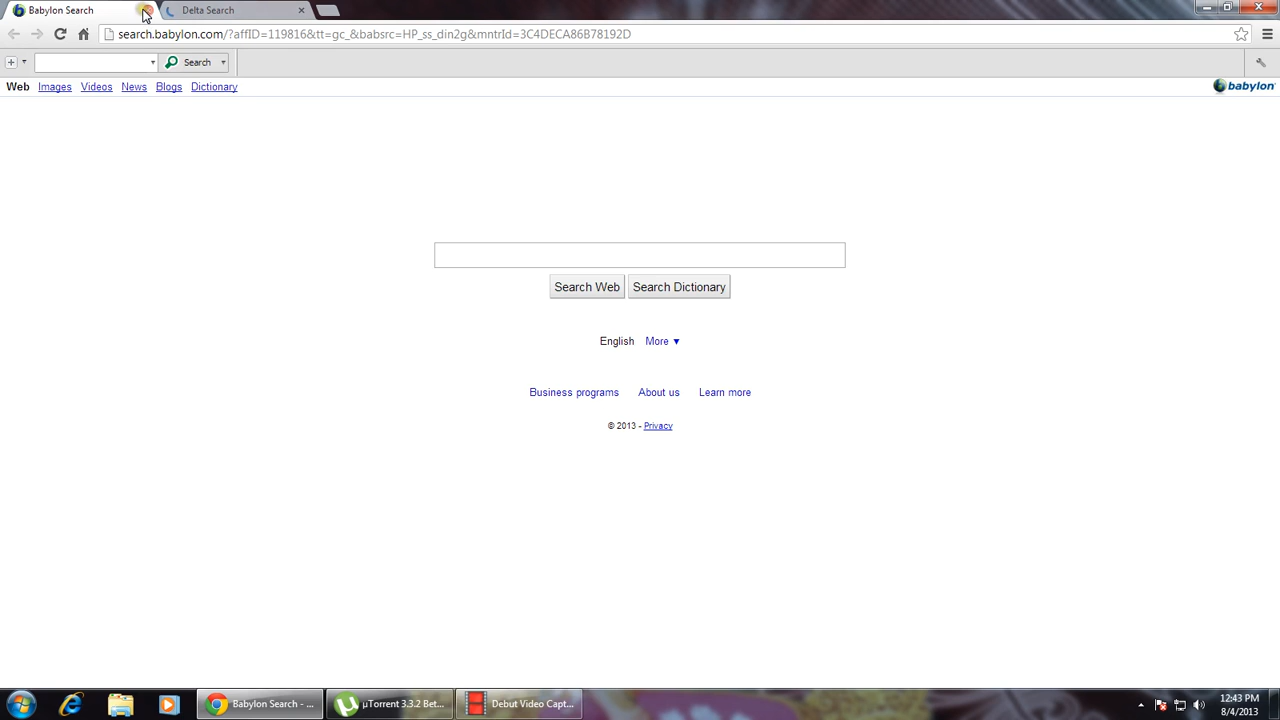 Babylon Search
Delta Search
search.babylon.com/?affID=119816&tt=gc_&babsrc=HP_ss_din2g&mntrId=3C4DECA86B78192D
Search
Web Images Videos News Blogs Dictionary
babylon
Search Web Search Dictionary
English More ▼
Business programs About us Learn more
© 2013 - Privacy
Babylon Search - ...
µTorrent 3.3.2 Bet...
Debut Video Capt...
12:43 PM
8/4/2013